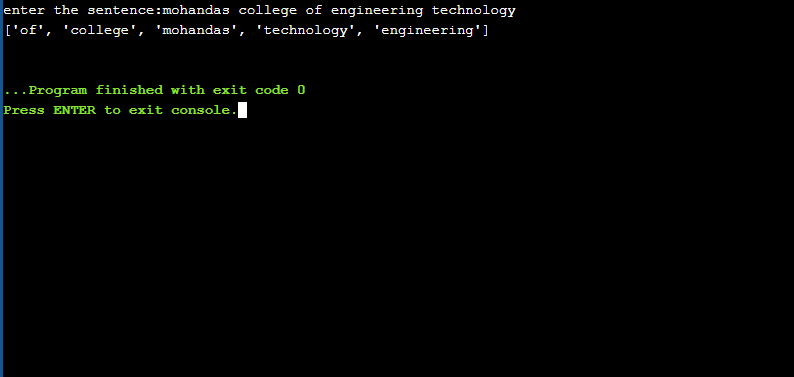 enter the sentence:mohandas college of engineering technology
['of', 'college', 'mohandas', 'technology', 'engineering']
...Program finished with exit code 0
Press ENTER to exit console.